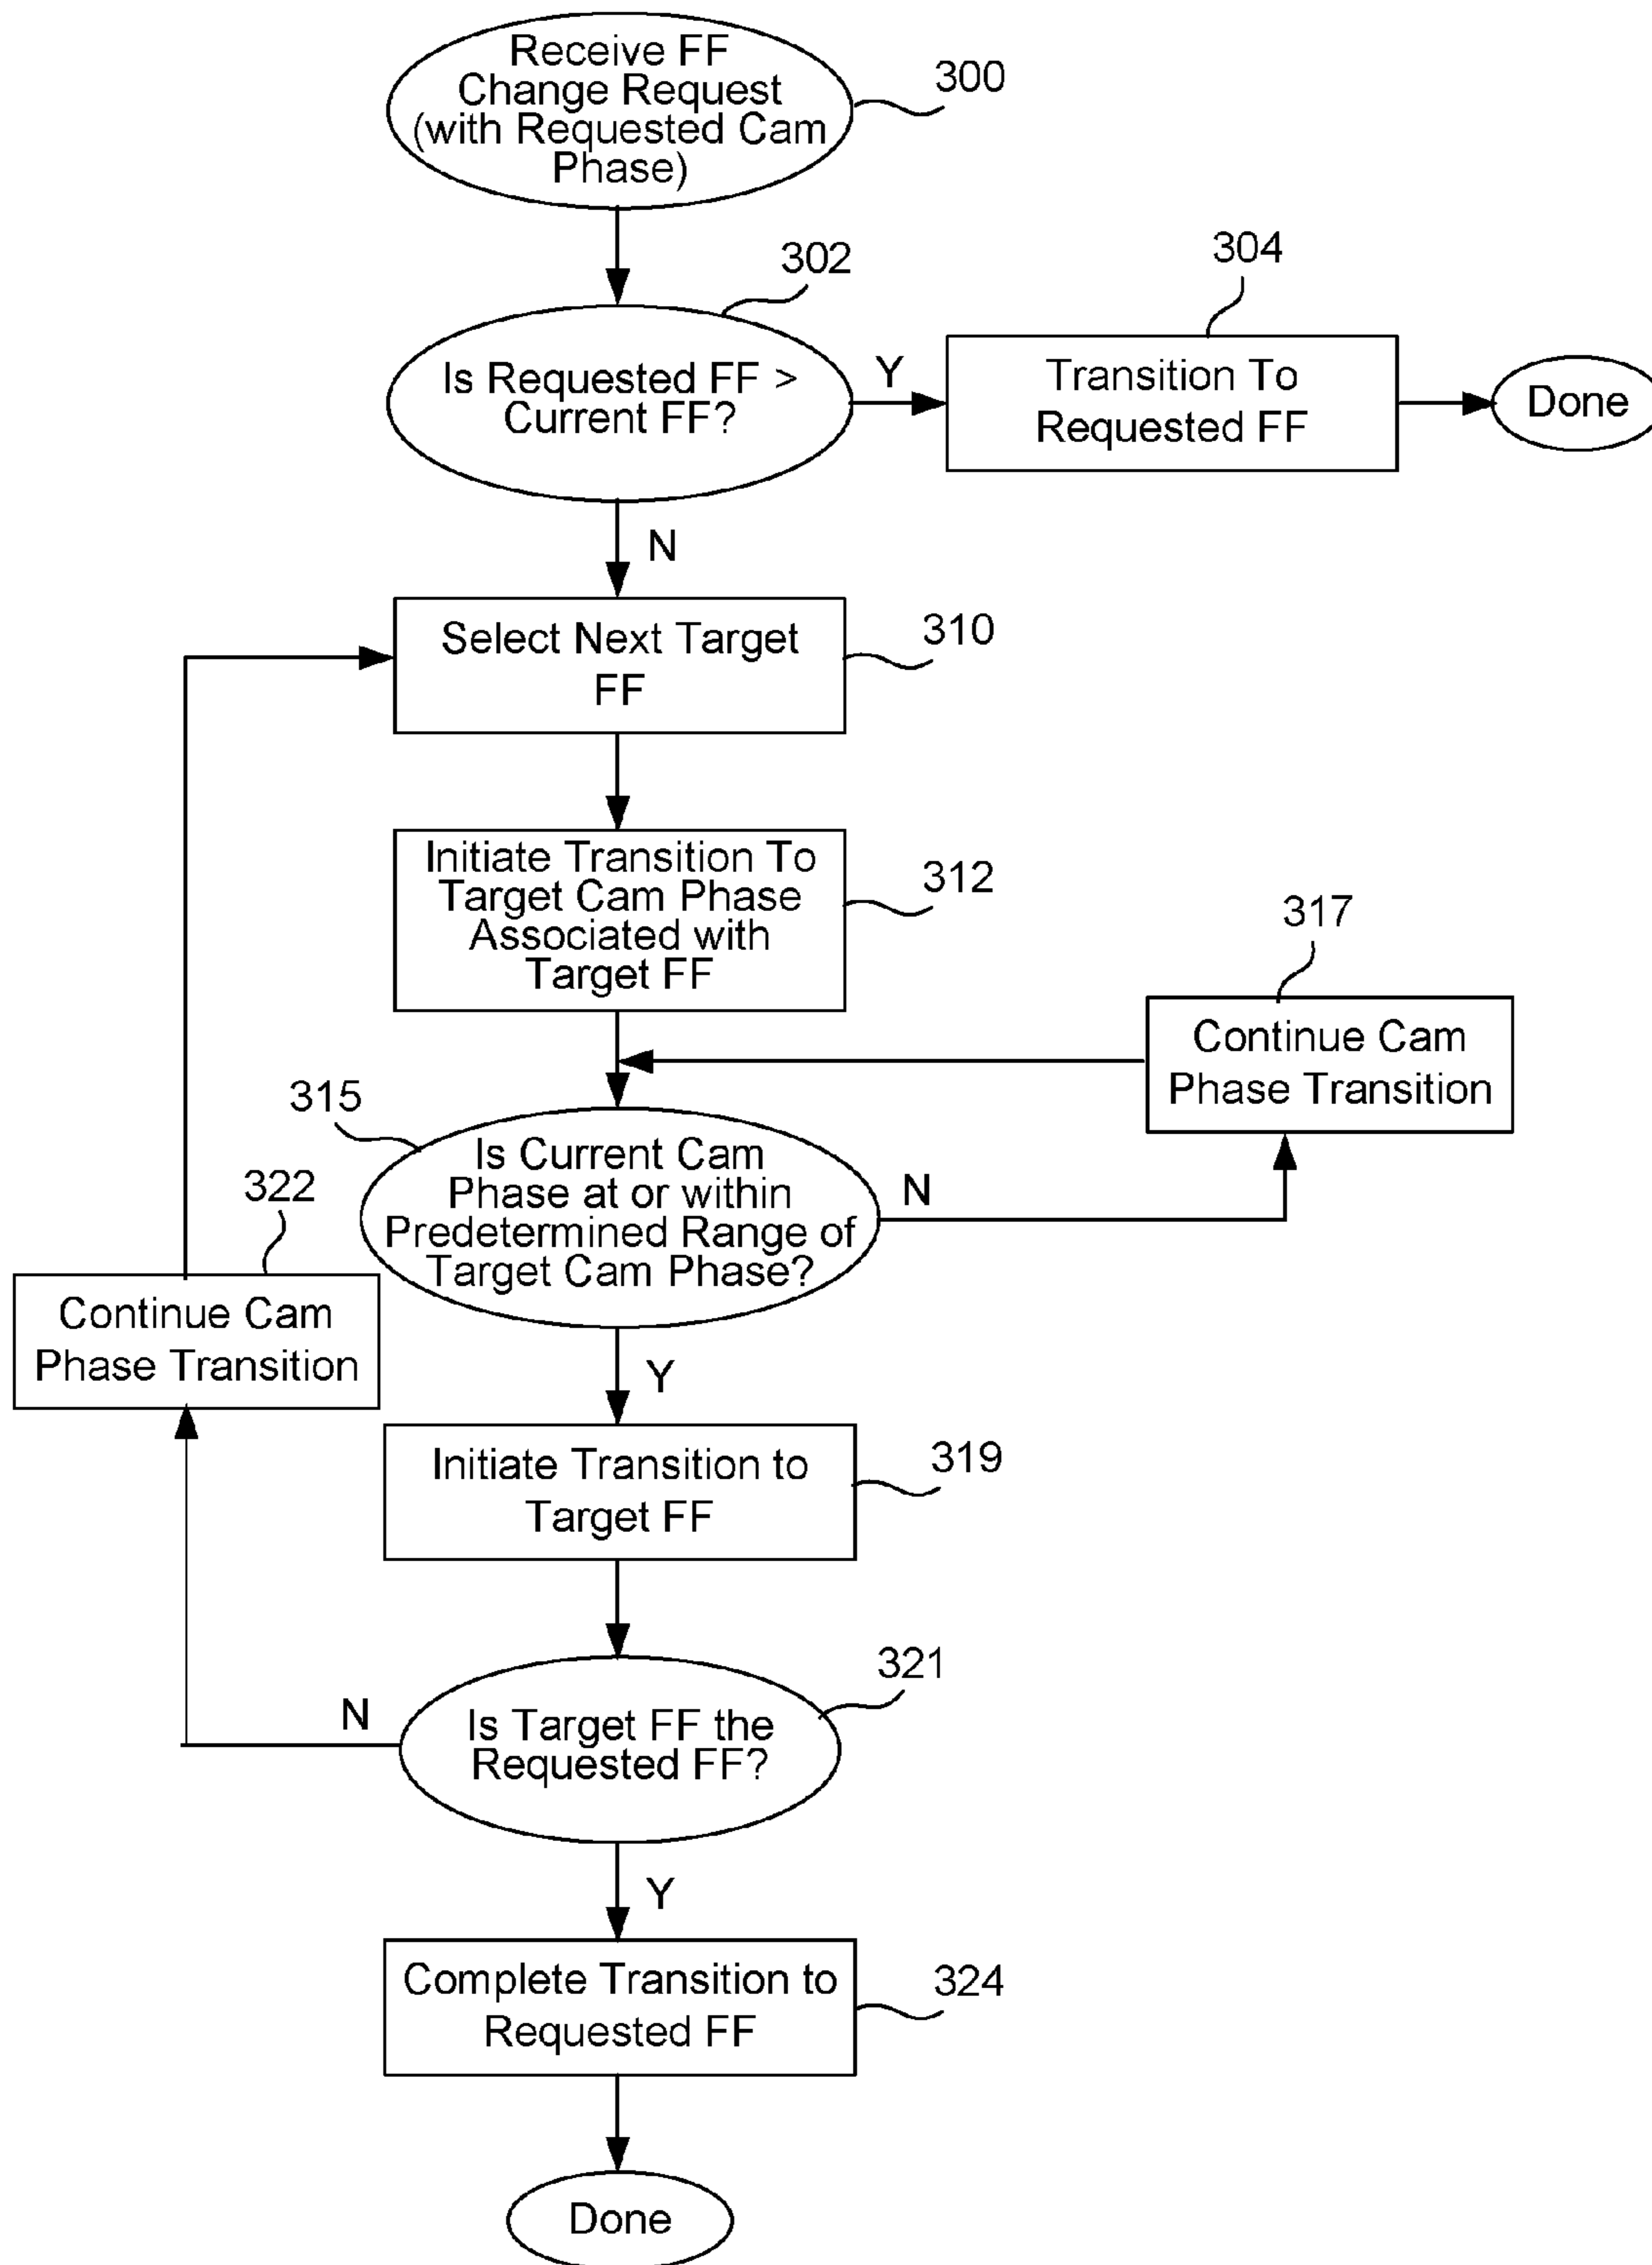 Receive FF
Change Request
(with Requested Cam
Phase)
300
302
Is Requested FF >
Current FF?
Y
304
Transition To
Requested FF
Done
N
Select Next Target
FF
310
Initiate Transition To
Target Cam Phase
Associated with
Target FF
312
317
Continue Cam
Phase Transition
315
Is Current Cam
Phase at or within
Predetermined Range of
Target Cam Phase?
N
322
Continue Cam
Phase Transition
Y
Initiate Transition to
Target FF
319
321
Is Target FF the
Requested FF?
N
Y
Complete Transition to
Requested FF
324
Done